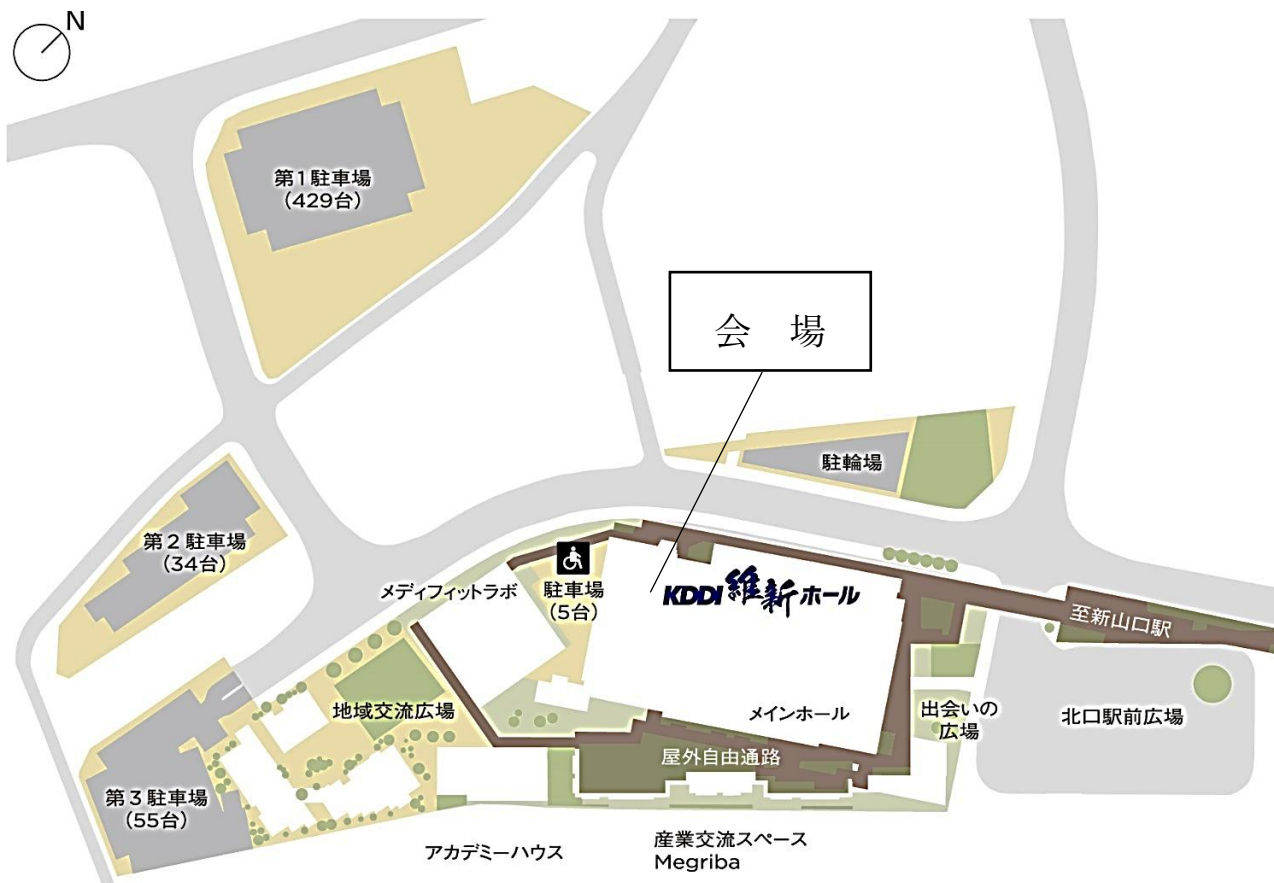 N
第1駐車場
(429台)
会　場
駐輪場
第2駐車場
(34台)
メディフィットラボ
駐車場
(5台)
KDDI維新ホール
至新山口駅
地域交流広場
メインホール
出会いの
広場
北口駅前広場
屋外自由通路
第3駐車場
(55台)
アカデミーハウス
産業交流スペース
Megriba